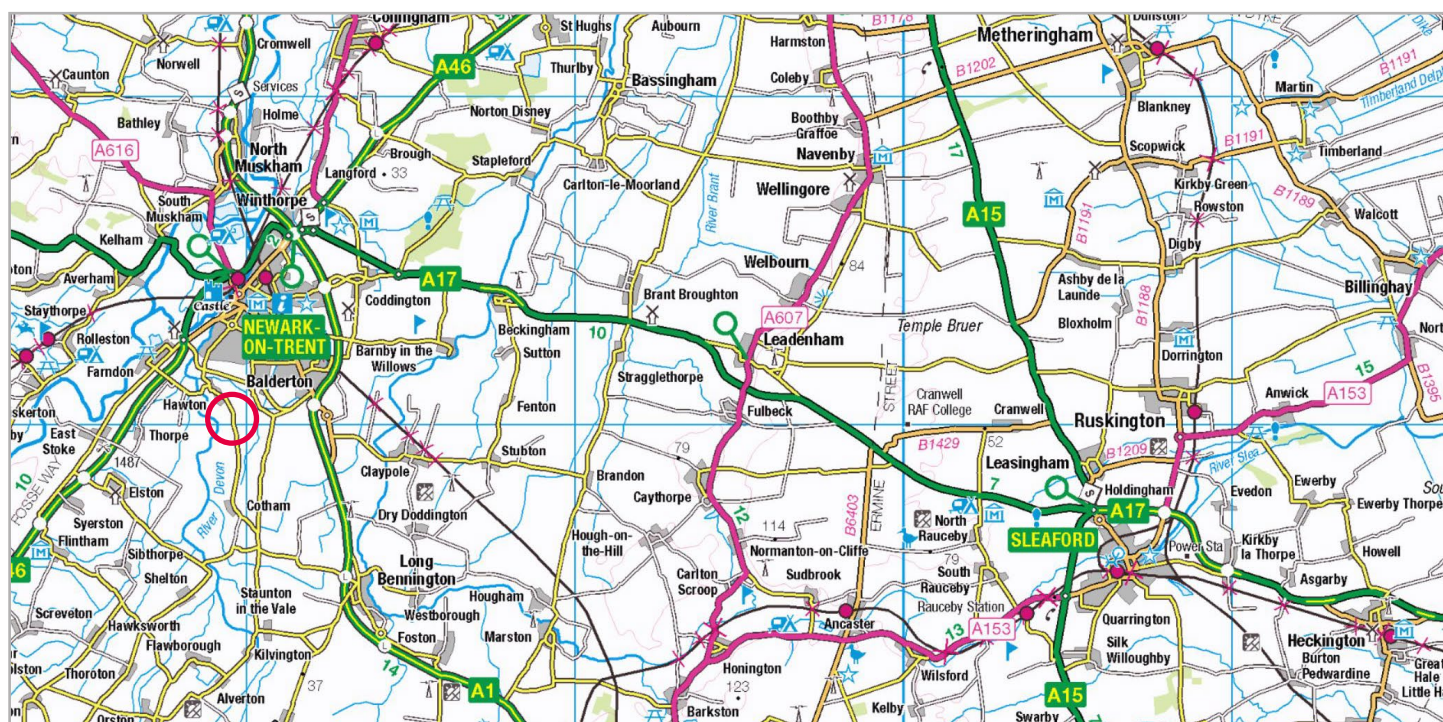 Collingham
Cromwell
Norwell
Caunton
Services
S
Holme
Bathley
A616
North
Muskham
Winthorpe
South
Muskham
Kelham
Averham
Staythorpe
Rolleston
Farndon
Castle
NEWARK-
ON-TRENT
Balderton
Hawton
Thorpe
East
Stoke
1487
FOSSE WAY
10
Elston
Syerston
Flintham
Sibthorpe
Shelton
Screveton
Hawksworth
Flawborough
Thoroton
Orston
Alverton
Kilvington
Staunton
in the Vale
Cotham
River
Devon
37
A46
St Hughs
Aubourn
Thurlby
Bassingham
Norton Disney
Brough
33
Langford
Stapleford
Carlton-le-Moorland
River Brant
A17
Coddington
Beckingham
Sutton
Barnby in the
Willows
Fenton
Stubton
Claypole
Dry Doddington
Long
Bennington
Westborough
Foston
14
A1
Hougham
Marston
Hough-on-
the-Hill
Brandon
Brant Broughton
10
Stragglethorpe
Leadenham
A607
Fulbeck
79
Caythorpe
12
114
Normanton-on-Cliffe
Sudbrook
Carlton
Scroop
Honington
123
Barkston
Harmston
Coleby
Boothby
Graffoe
Navenby
Wellingore
Welbourn
84
Temple Bruer
ERMINE
STREET
Cranwell
RAF College
Cranwell
B1429
52
B6403
Ancaster
A153
13
Wilsford
Kelby
Rauceby Station
South
Rauceby
North
Rauceby
79
7
Leasingham
SLEAFORD
A17
Holdingham
S
Quarrington
Silk
Willoughby
A15
Swarby
B1178
B1202
17
A15
Metheringham
Dunston
Blankney
Scopwick
B1191
Kirkby Green
Rowston
Digby
B1191
Ashby de la
Launde
Bloxholm
B1188
Dorrington
Ruskington
B1209
River Slea
Anwick
A153
15
B1395
Evedon
Ewerby
Ewerby Thorpe
Kirkby
la Thorpe
Howell
Power Sta
Asgarby
Heckington
Burton
Pedwardine
Great
Hale
Martin
B1191
Timberland Delph
Timberland
B1189
Walcott
Billinghay